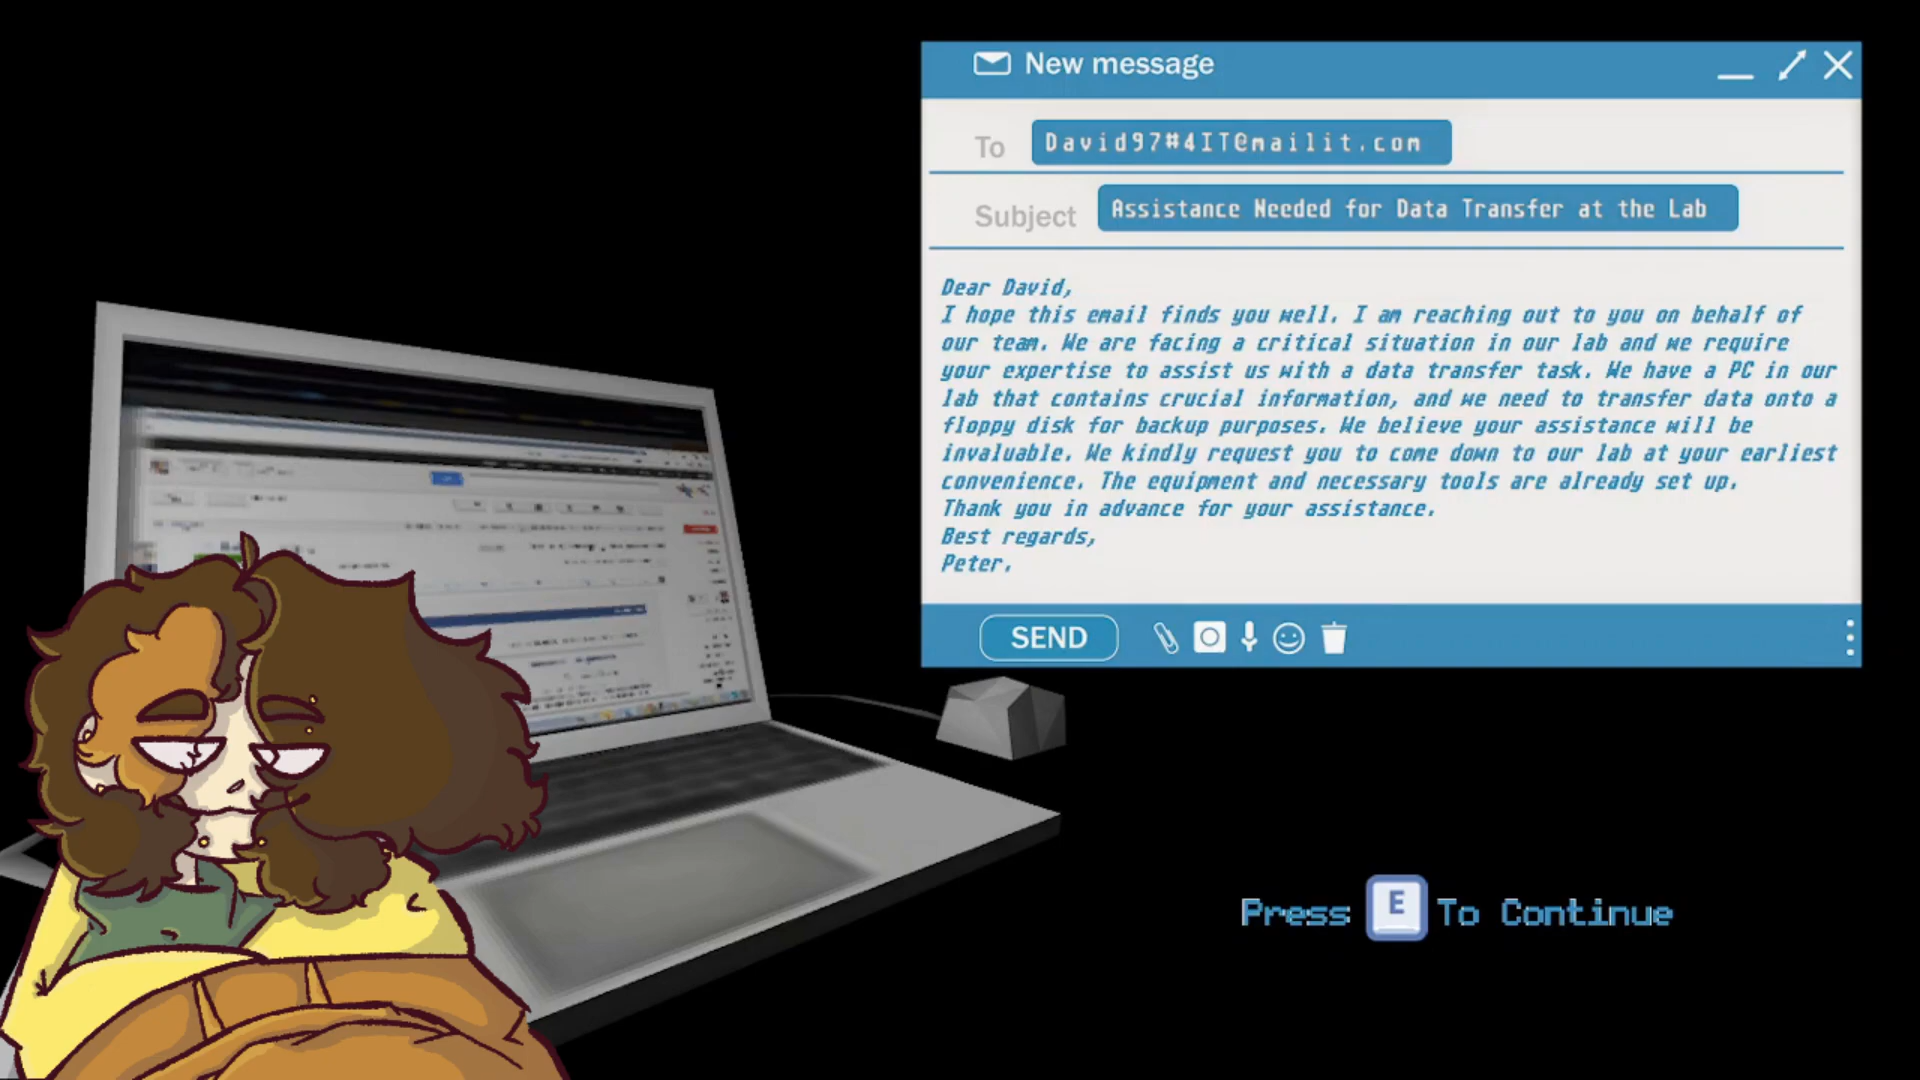 New message
To David97#4IT@mailit.com
Subject Assistance Needed for Data Transfer at the Lab
Dear David,
I hope this email finds you well. I am reaching out to you on behalf of
our team. We are facing a critical situation in our lab and we require
your expertise to assist us with a data transfer task. We have a PC in our
lab that contains crucial information, and we need to transfer data onto a
floppy disk for backup purposes. We believe your assistance will be
invaluable. We kindly request you to come down to our lab at your earliest
convenience. The equipment and necessary tools are already set up.
Thank you in advance for your assistance.
Best regards,
Peter.
SEND
Press E To Continue